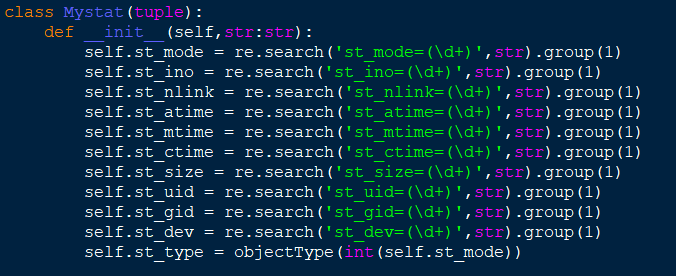 class Mystat(tuple):
    def __init__(self,str:str):
        self.st_mode = re.search('st_mode=(\d+)',str).group(1)
        self.st_ino = re.search('st_ino=(\d+)',str).group(1)
        self.st_nlink = re.search('st_nlink=(\d+)',str).group(1)
        self.st_atime = re.search('st_atime=(\d+)',str).group(1)
        self.st_mtime = re.search('st_mtime=(\d+)',str).group(1)
        self.st_ctime = re.search('st_ctime=(\d+)',str).group(1)
        self.st_size = re.search('st_size=(\d+)',str).group(1)
        self.st_uid = re.search('st_uid=(\d+)',str).group(1)
        self.st_gid = re.search('st_gid=(\d+)',str).group(1)
        self.st_dev = re.search('st_dev=(\d+)',str).group(1)
        self.st_type = objectType(int(self.st_mode))